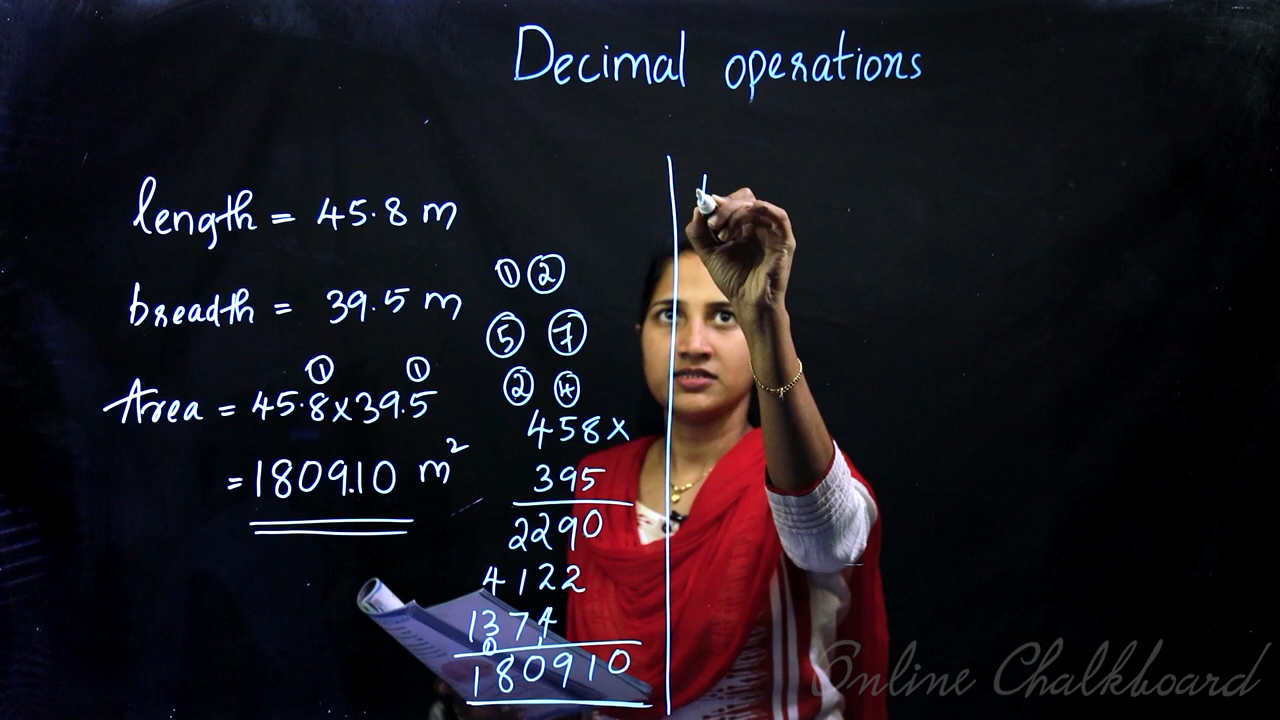 Decimal operations
length = 45.8 m
breadth = 39.5 m
① ①
Area = 45.8x39.5
= 1809.10 m²
① ②
⑤ ⑦
② ④
458x
395
2290
4122
1374
180910
Online Chalkboard